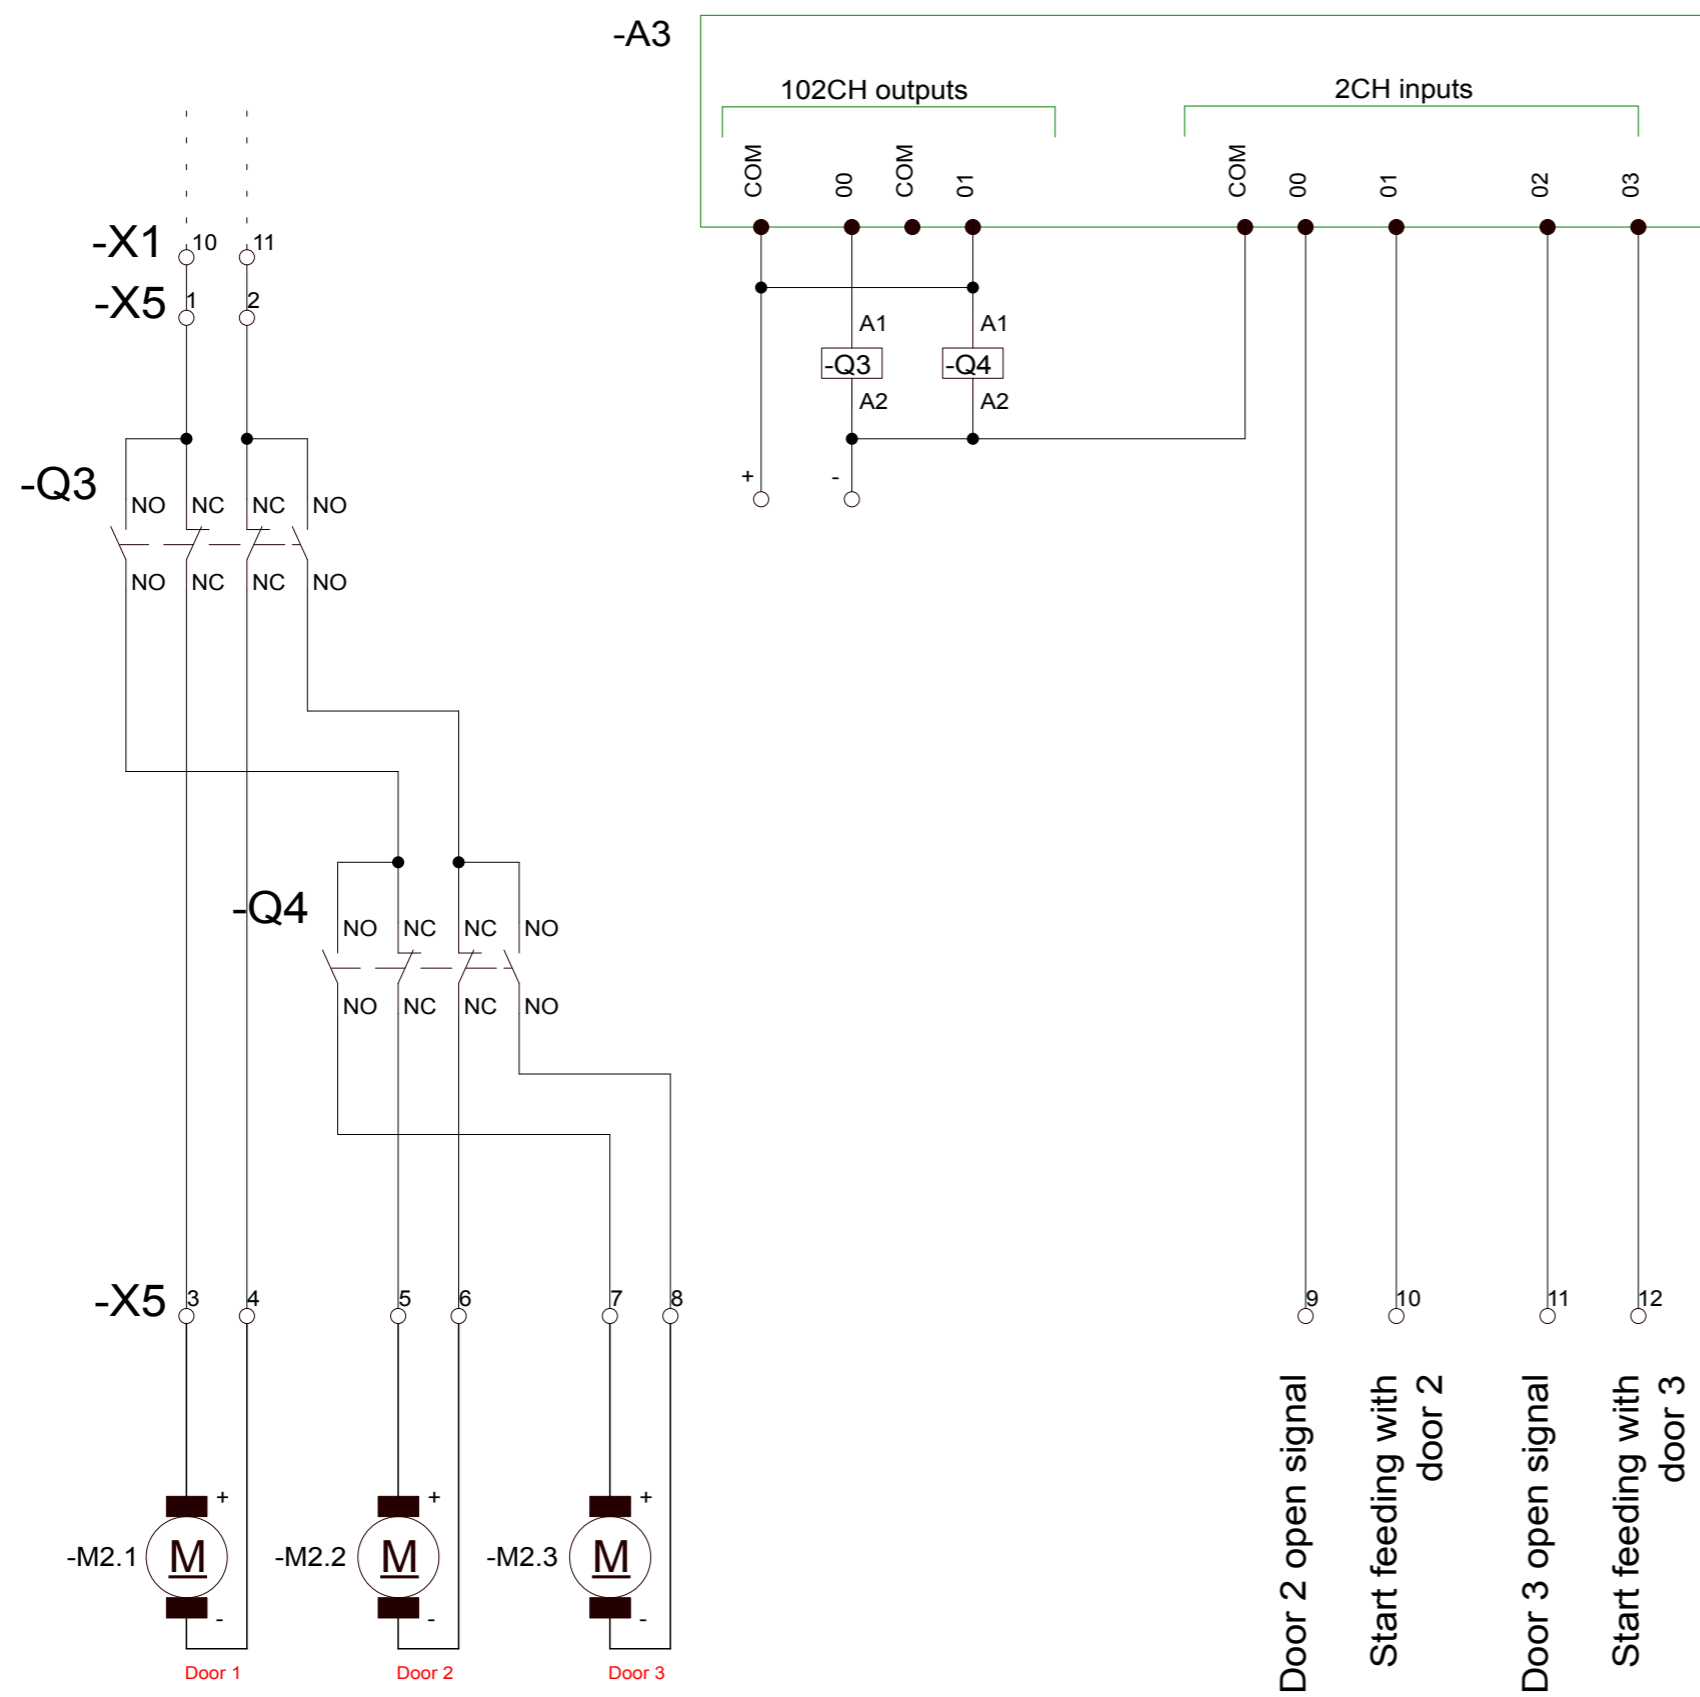 -A3
102CH outputs
2CH inputs
COM 00 COM 01
COM 00 01 02 03
-X1 10 11
-X5 1 2
A1 A1
-Q3 -Q4
A2 A2
+ -
-Q3
NO NC NC NO
NO NC NC NO
-Q4
NO NC NC NO
NO NC NC NO
-X5 3 4 5 6 7 8
9 10 11 12
+ + +
-M2.1 M -M2.2 M -M2.3 M
- - -
Door 1 Door 2 Door 3
Door 2 open signal
Start feeding with
door 2
Door 3 open signal
Start feeding with
door 3